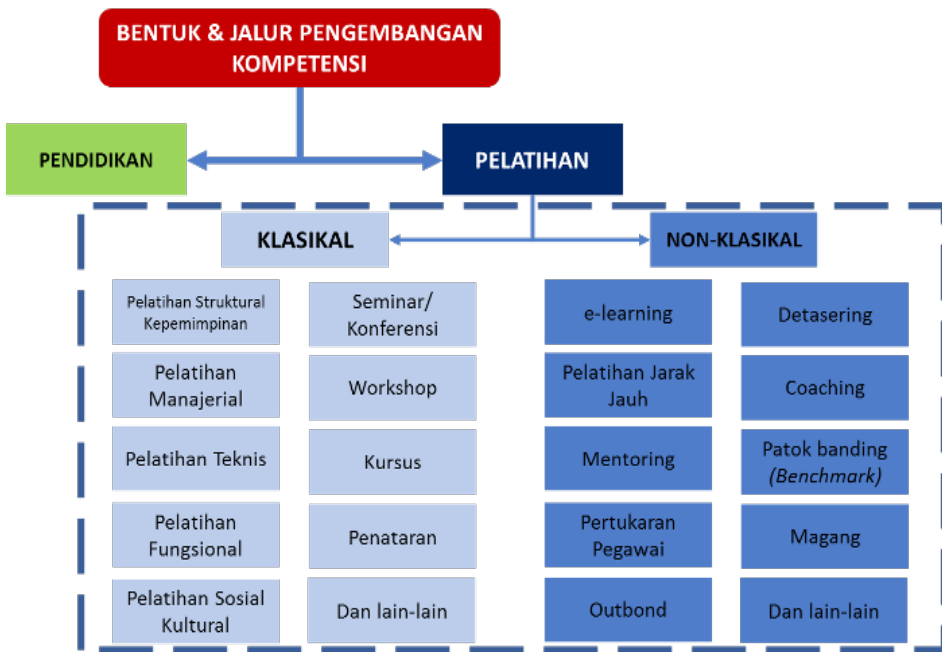 BENTUK & JALUR PENGEMBANGAN
KOMPETENSI
PENDIDIKAN
PELATIHAN
KLASIKAL
NON-KLASIKAL
Pelatihan Struktural
Kepemimpinan
Seminar/
Konferensi
e-learning
Detasering
Pelatihan
Manajerial
Workshop
Pelatihan Jarak
Jauh
Coaching
Pelatihan Teknis
Kursus
Mentoring
Patok banding
(Benchmark)
Pelatihan
Fungsional
Penataran
Pertukaran
Pegawai
Magang
Pelatihan Sosial
Kultural
Dan lain-lain
Outbond
Dan lain-lain